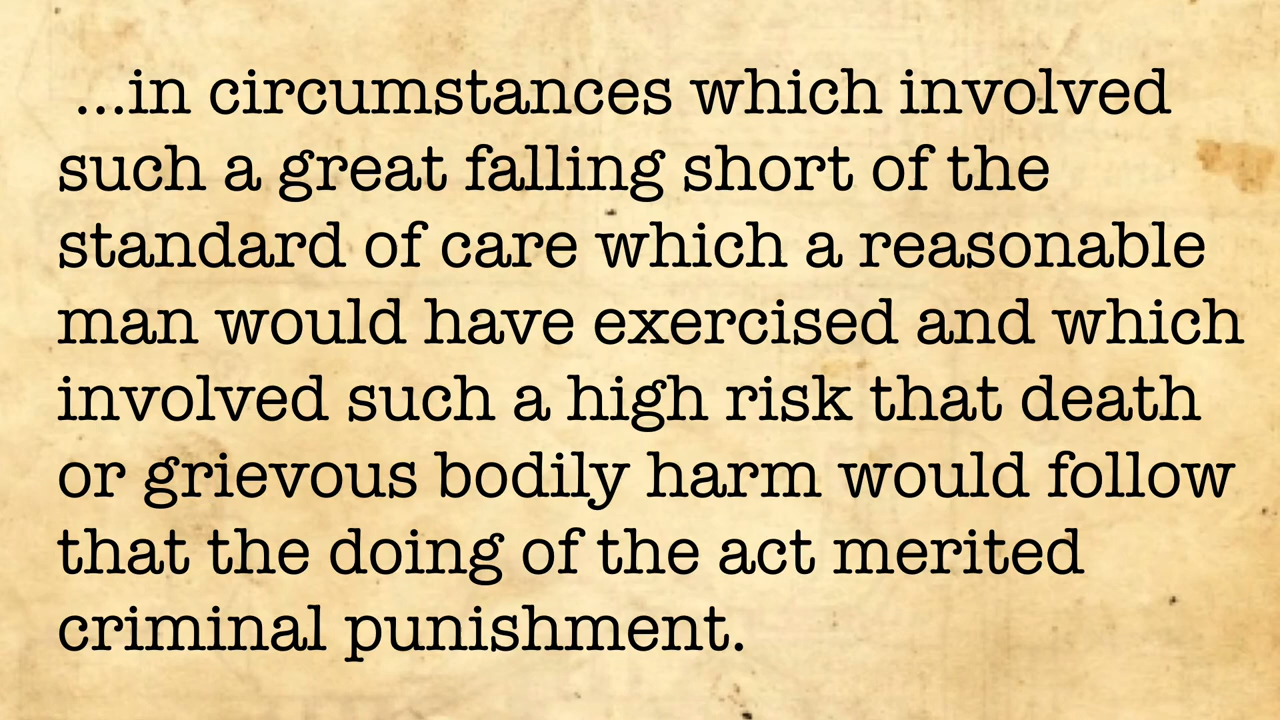 ...in circumstances which involved
such a great falling short of the
standard of care which a reasonable
man would have exercised and which
involved such a high risk that death
or grievous bodily harm would follow
that the doing of the act merited
criminal punishment.